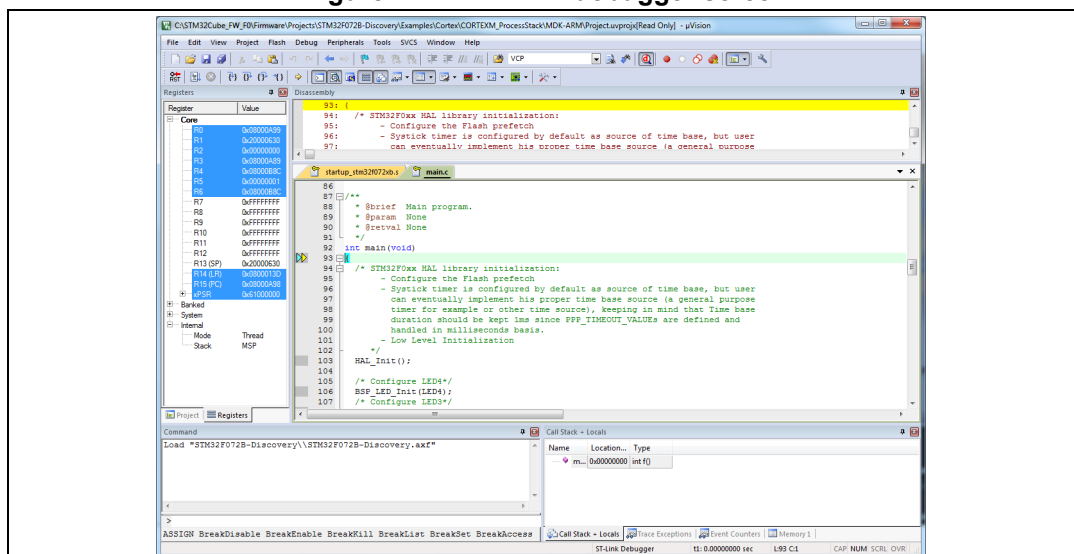 C:\STM32Cube_FW_F0\Firmware\Projects\STM32F072B-Discovery\Examples\Cortex\CORTEXM_ProcessStack\MDK-ARM\Project.uvprojx[Read Only] - µVision
File Edit View Project Flash Debug Peripherals Tools SVCS Window Help
VCP
RST
Registers
Register Value
Core
R0 0x08000A99
R1 0x20000630
R2 0x00000000
R3 0x08000A89
R4 0x08000B8C
R5 0x00000001
R6 0x08000B8C
R7 0xFFFFFFFF
R8 0xFFFFFFFF
R9 0xFFFFFFFF
R10 0xFFFFFFFF
R11 0xFFFFFFFF
R12 0xFFFFFFFF
R13 (SP) 0x20000630
R14 (LR) 0x0800013D
R15 (PC) 0x08000A98
xPSR 0x61000000
Banked
System
Internal
Mode Thread
Stack MSP
Project Registers
Disassembly
93: {
94: /* STM32F0xx HAL library initialization:
95: - Configure the Flash prefetch
96: - Systick timer is configured by default as source of time base, but user
97: can eventually implement his proper time base source (a general purpose
startup_stm32f072xb.s main.c
86
87 /**
88 * @brief Main program.
89 * @param None
90 * @retval None
91 */
92 int main(void)
93 {
94 /* STM32F0xx HAL library initialization:
95 - Configure the Flash prefetch
96 - Systick timer is configured by default as source of time base, but user
97 can eventually implement his proper time base source (a general purpose
98 timer for example or other time source), keeping in mind that Time base
99 duration should be kept 1ms since PPP_TIMEOUT_VALUEs are defined and
100 handled in milliseconds basis.
101 - Low Level Initialization
102 */
103 HAL_Init();
104
105 /* Configure LED4*/
106 BSP_LED_Init(LED4);
107 /* Configure LED3*/
Command
Load "STM32F072B-Discovery\\STM32F072B-Discovery.axf"
>
ASSIGN BreakDisable BreakEnable BreakKill BreakList BreakSet BreakAccess
Call Stack + Locals
Name Location... Type
m... 0x00000000 int f()
Call Stack + Locals Trace Exceptions Event Counters Memory 1
ST-Link Debugger t1: 0.00000000 sec L:93 C:1 CAP NUM SCRL OVR